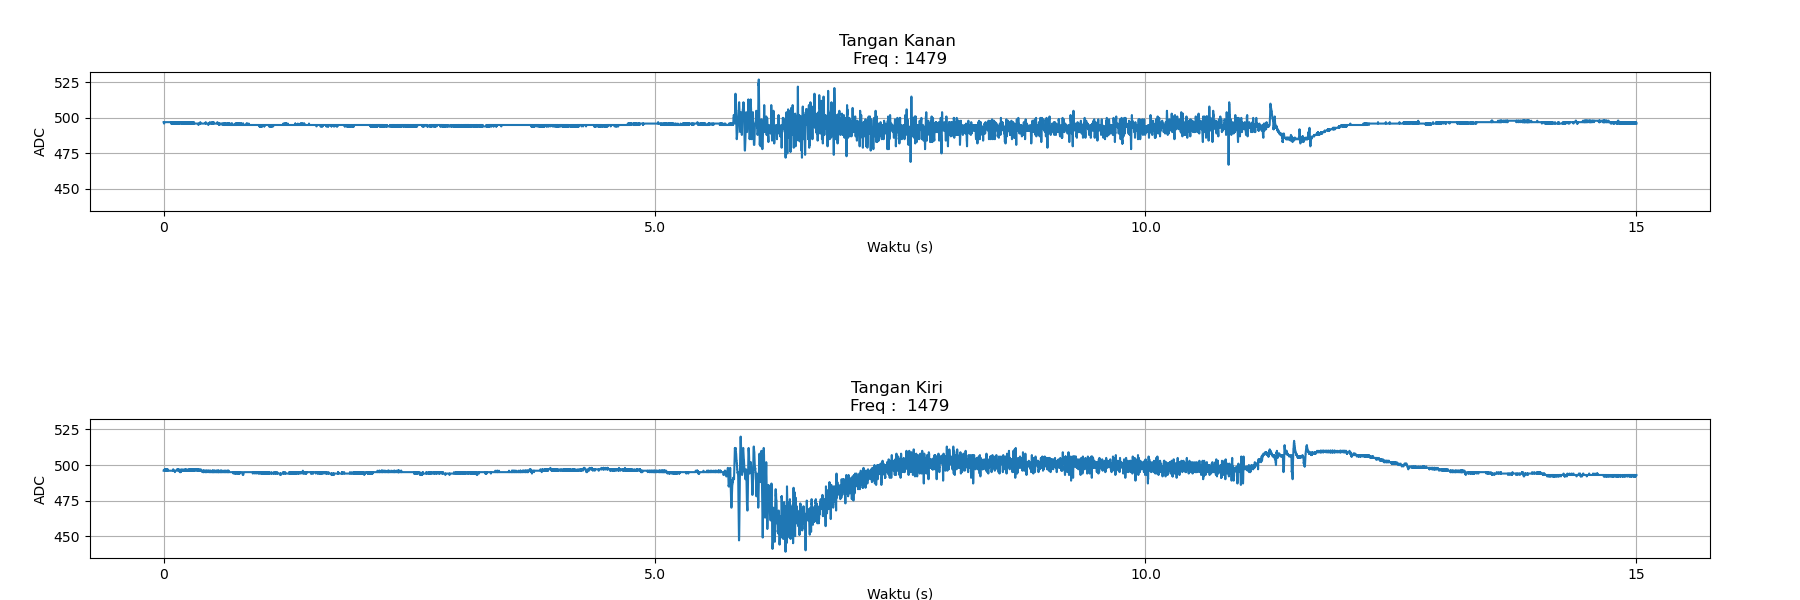 Tangan Kanan
Freq : 1479
525
500
475
450
ADC
0
5.0
10.0
15
Waktu (s)
Tangan Kiri
Freq :  1479
525
500
475
450
ADC
0
5.0
10.0
15
Waktu (s)